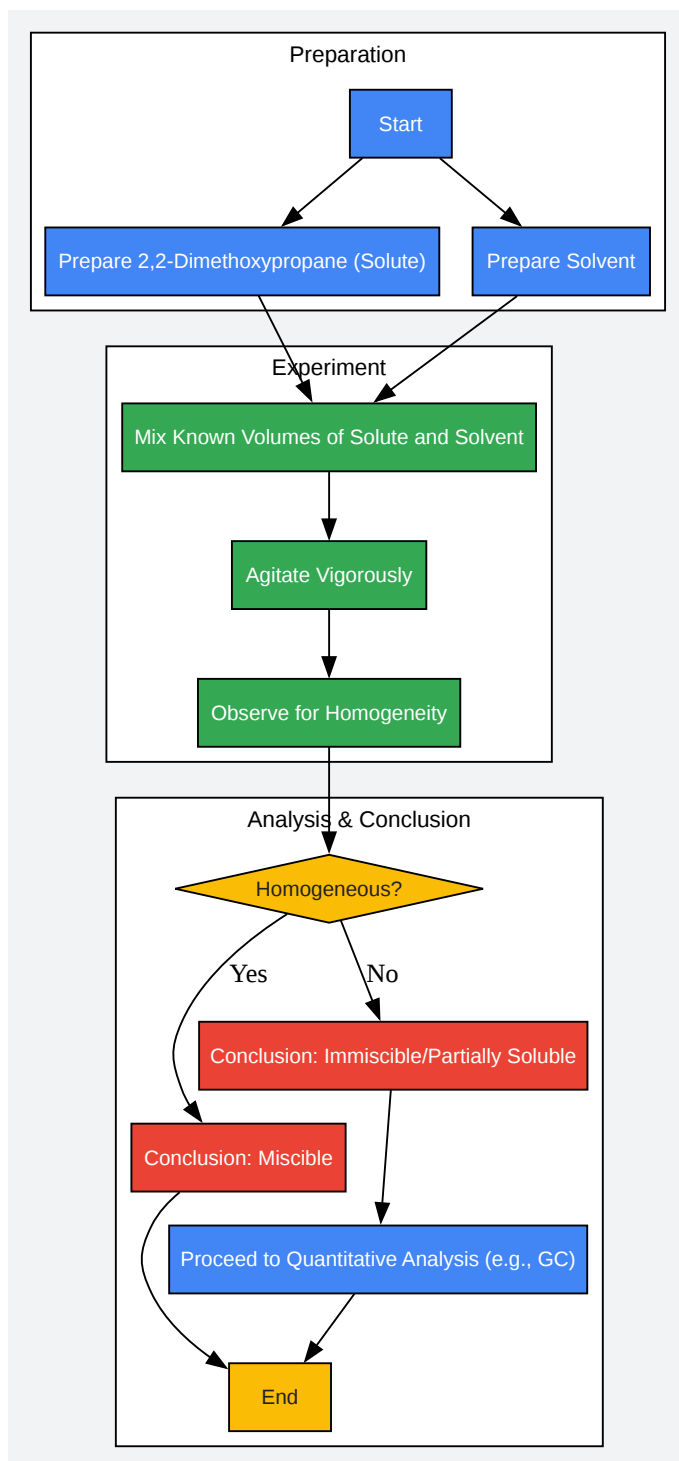 Preparation
Start
Prepare 2,2-Dimethoxypropane (Solute)
Prepare Solvent
Experiment
Mix Known Volumes of Solute and Solvent
Agitate Vigorously
Observe for Homogeneity
Analysis & Conclusion
Homogeneous?
Yes
No
Conclusion: Immiscible/Partially Soluble
Conclusion: Miscible
Proceed to Quantitative Analysis (e.g., GC)
End